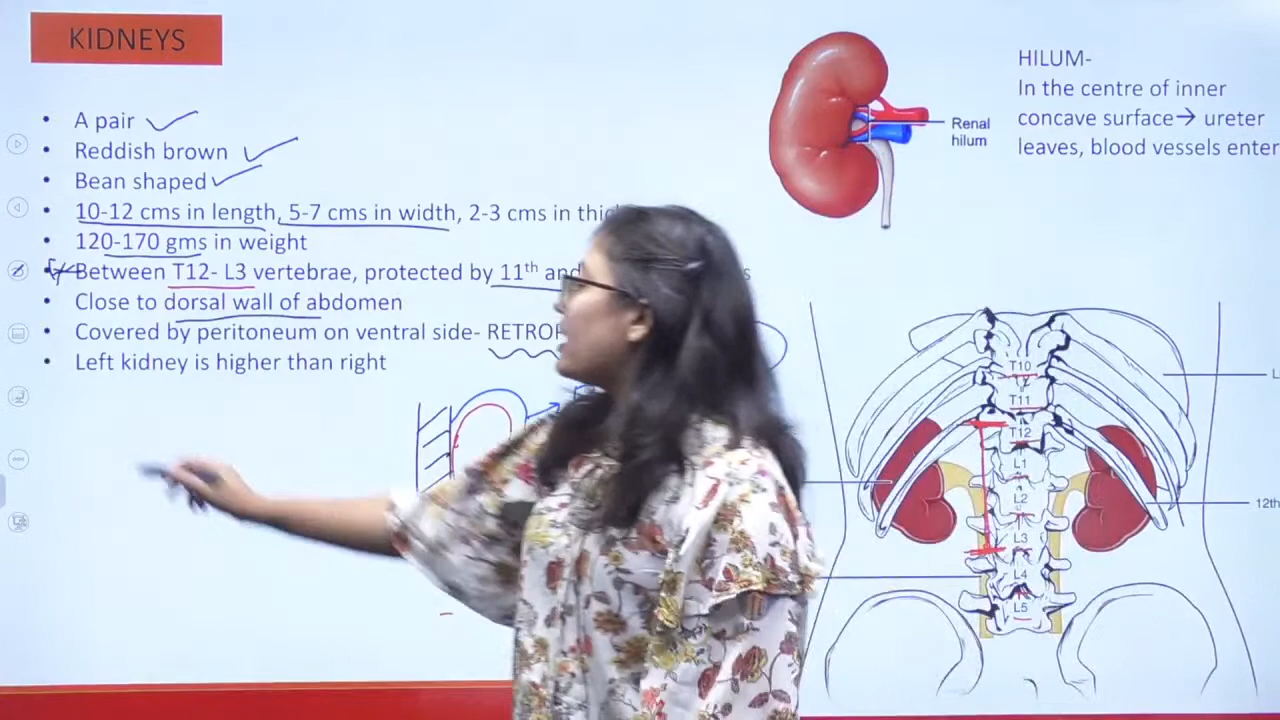 KIDNEYS
• A pair
• Reddish brown
• Bean shaped
• 10-12 cms in length, 5-7 cms in width, 2-3 cms in
• 120-170 gms in weight
• Between T12- L3 vertebrae, protected by 11th and
• Close to dorsal wall of abdomen
• Covered by peritoneum on ventral side-
• Left kidney is higher than right
Renal
hilum
HILUM-
In the centre of inner
concave surface→ ureter
leaves, blood vessels enter
T10
T11
T12
L1
L2
L3
L4
L5
12th